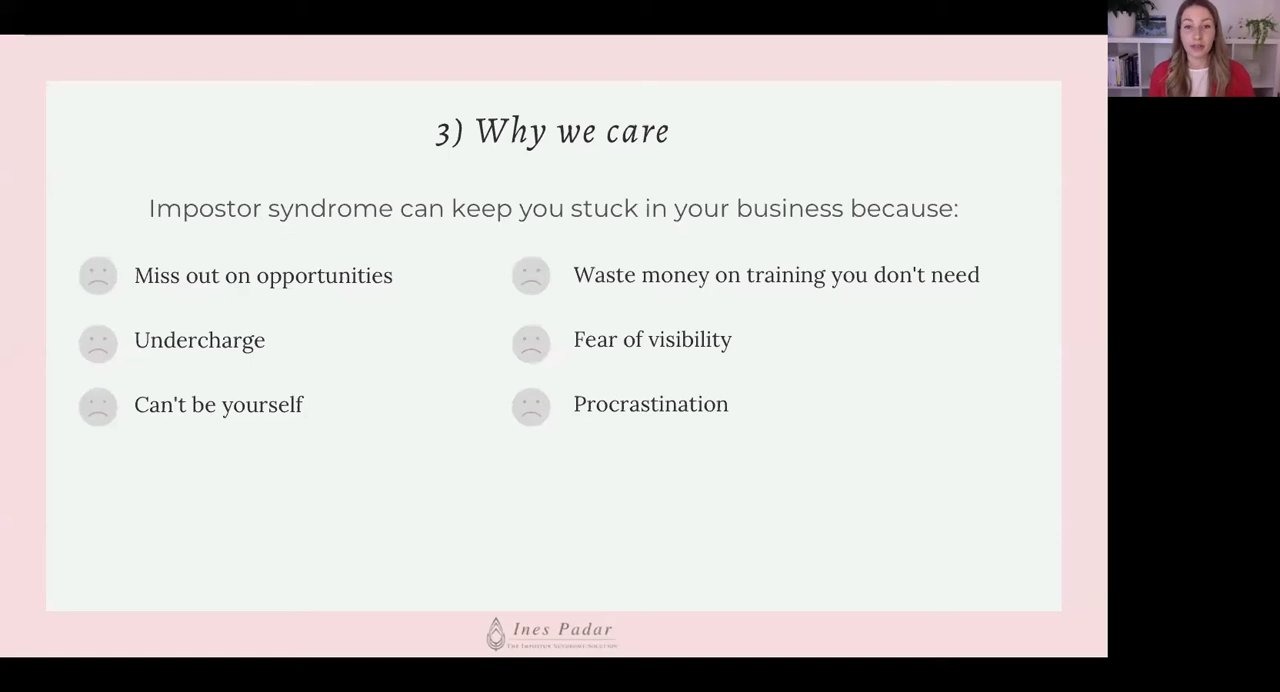 3) Why we care
Impostor syndrome can keep you stuck in your business because:
Miss out on opportunities
Undercharge
Can't be yourself
Waste money on training you don't need
Fear of visibility
Procrastination
Ines Padar